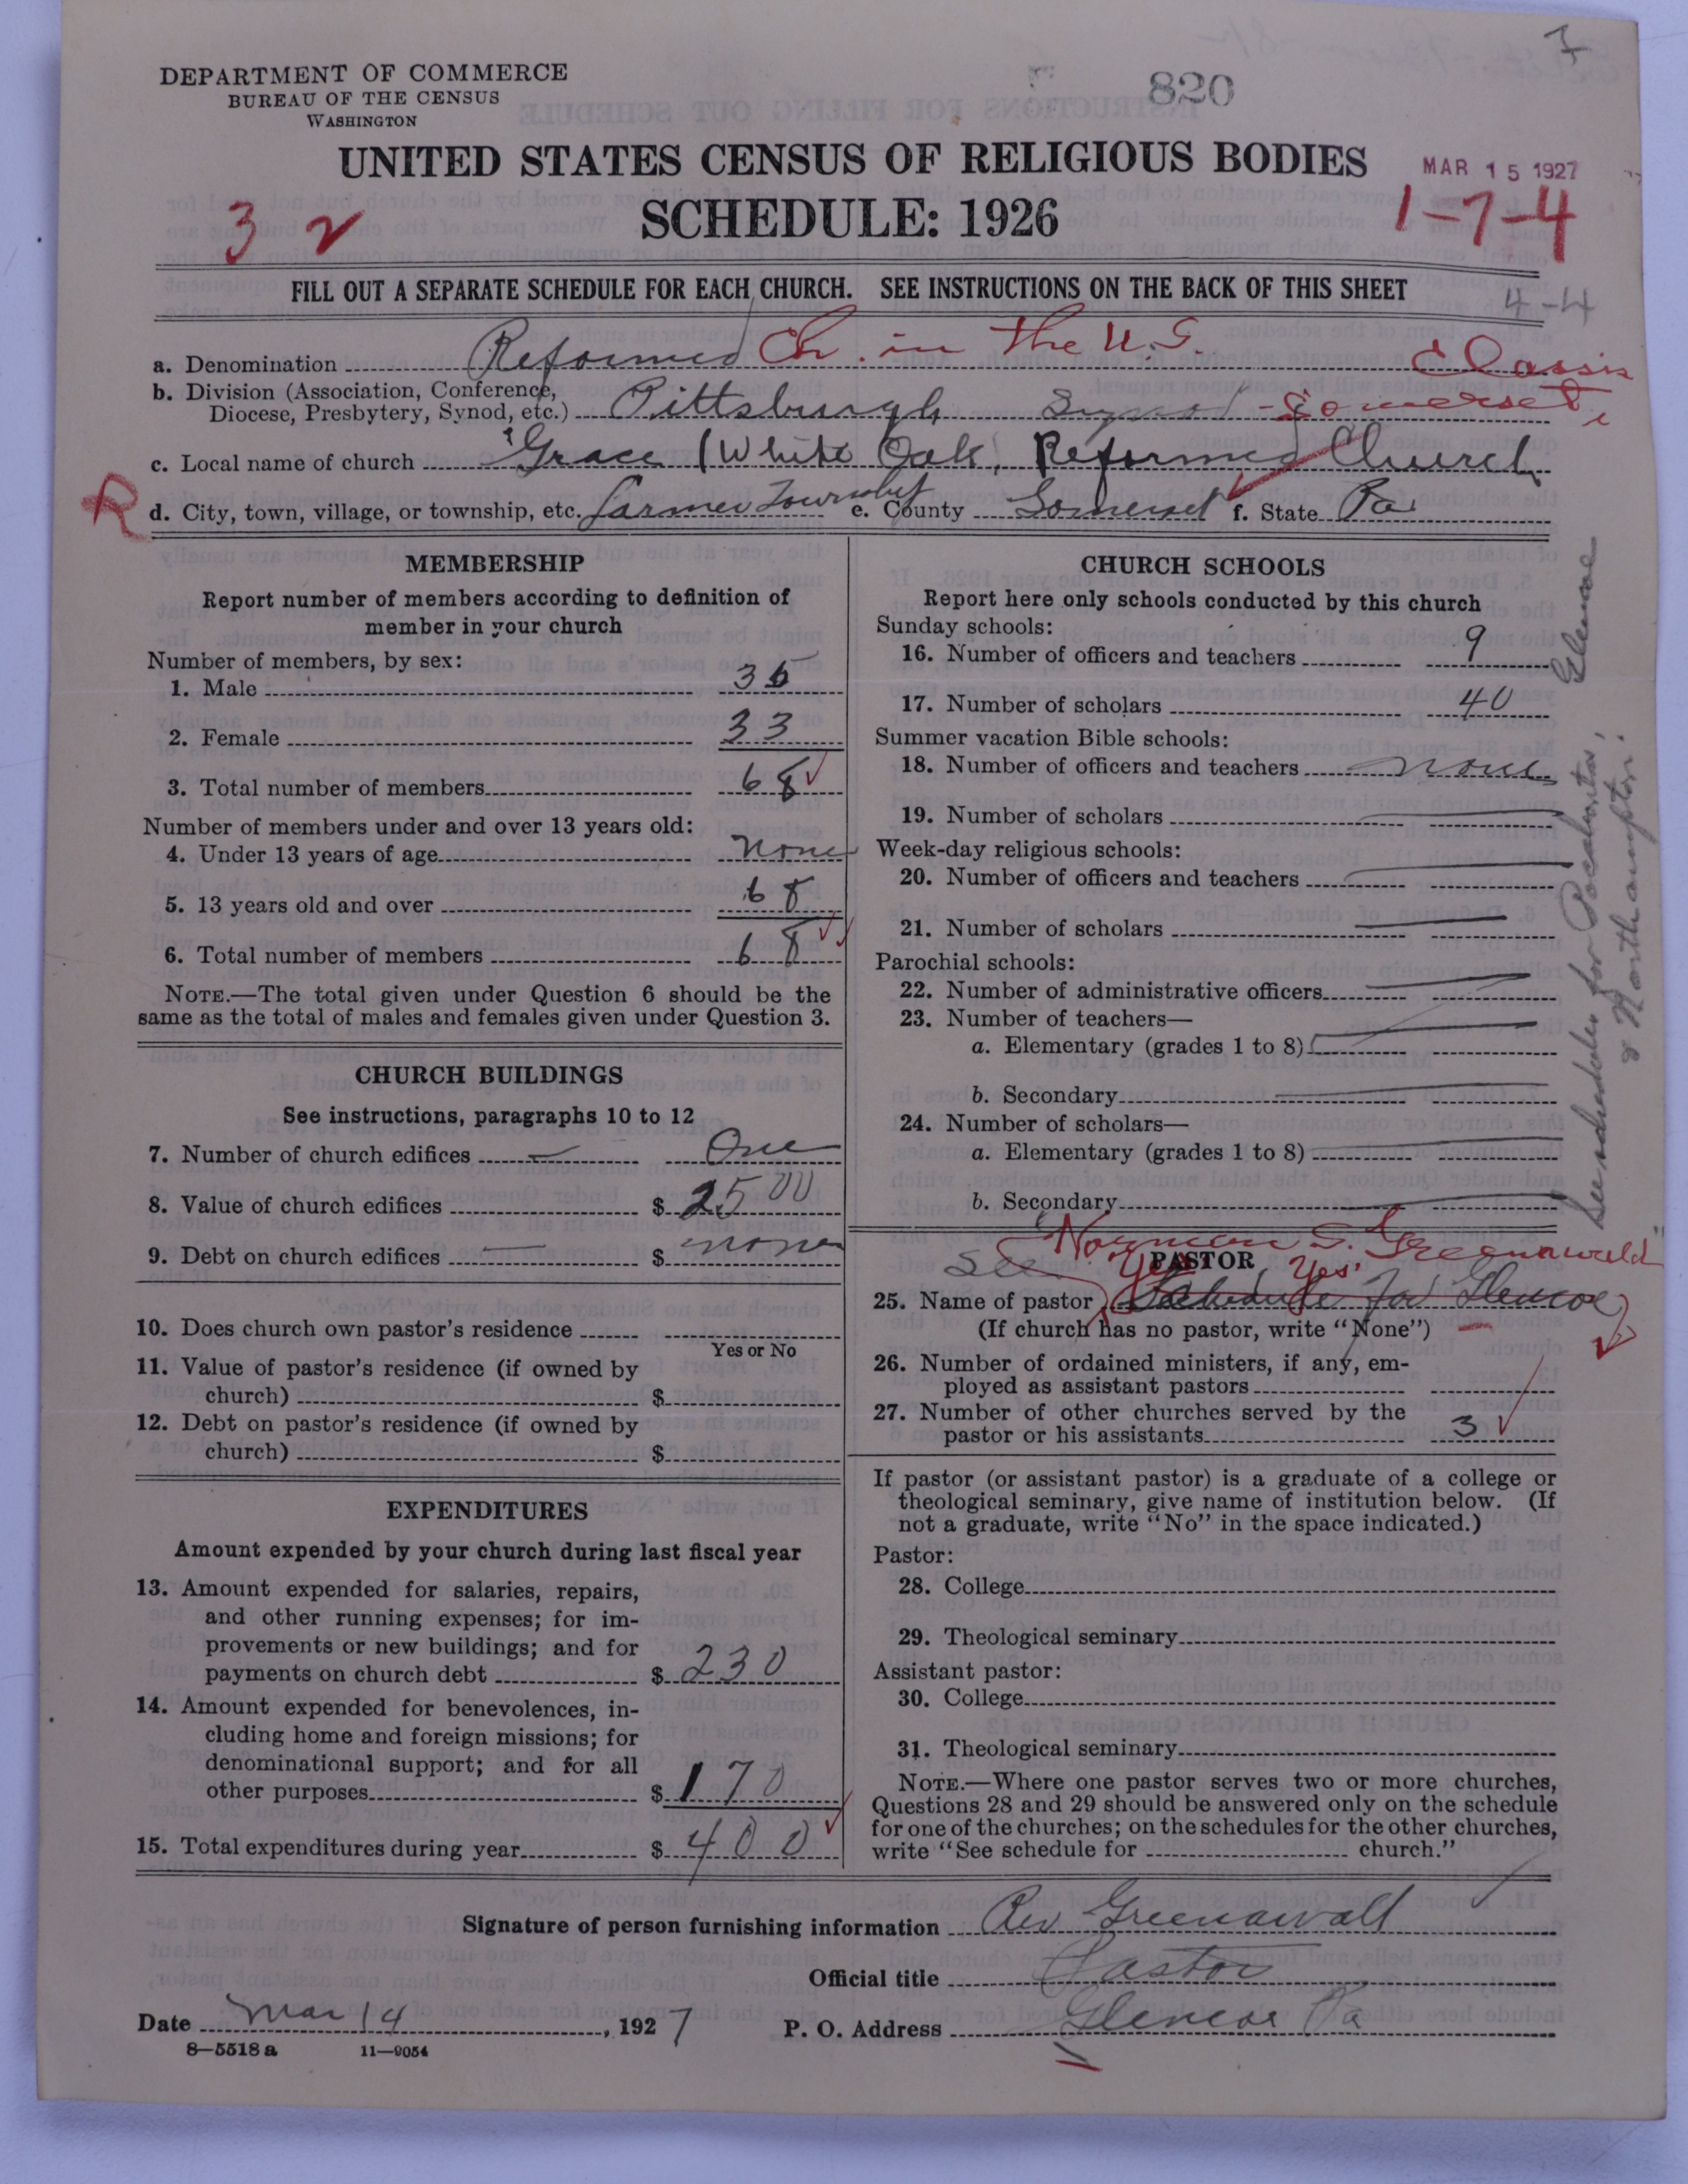 DEPARTMENT OF COMMERCE
BUREAU OF THE CENSUS
WASHINGTON
820
UNITED STATES CENSUS OF RELIGIOUS BODIES
MAR 15 1927
SCHEDULE: 1926
3 2
1-7-4
FILL OUT A SEPARATE SCHEDULE FOR EACH CHURCH. SEE INSTRUCTIONS ON THE BACK OF THIS SHEET
4-4
a. Denomination Reformed Ch. in the U.S.
Classis
b. Division (Association, Conference,
Diocese, Presbytery, Synod, etc.) Pittsburgh Synod - Somerset
c. Local name of church Grace (White Oak) Reformed Church
R
d. City, town, village, or township, etc. Larimer Township e. County Somerset f. State Pa
MEMBERSHIP
Report number of members according to definition of
member in your church
Number of members, by sex:
1. Male 35
2. Female 33
3. Total number of members 68
Number of members under and over 13 years old:
4. Under 13 years of age none
5. 13 years old and over 68
6. Total number of members 68
NOTE.—The total given under Question 6 should be the
same as the total of males and females given under Question 3.
CHURCH BUILDINGS
See instructions, paragraphs 10 to 12
7. Number of church edifices One
8. Value of church edifices $ 2500
9. Debt on church edifices $ none
10. Does church own pastor's residence
Yes or No
11. Value of pastor's residence (if owned by
church) $
12. Debt on pastor's residence (if owned by
church) $
EXPENDITURES
Amount expended by your church during last fiscal year
13. Amount expended for salaries, repairs,
and other running expenses; for im-
provements or new buildings; and for
payments on church debt $ 230
14. Amount expended for benevolences, in-
cluding home and foreign missions; for
denominational support; and for all
other purposes $ 170
15. Total expenditures during year $ 400
CHURCH SCHOOLS
Report here only schools conducted by this church
Sunday schools:
16. Number of officers and teachers 9
17. Number of scholars 40
Summer vacation Bible schools:
18. Number of officers and teachers none
19. Number of scholars
Week-day religious schools:
20. Number of officers and teachers
21. Number of scholars
Parochial schools:
22. Number of administrative officers
23. Number of teachers—
a. Elementary (grades 1 to 8)
b. Secondary
24. Number of scholars—
a. Elementary (grades 1 to 8)
b. Secondary
See schedules for Pocahontas, Glencoe
& Northampton.
Norman S. Greenawald
See Yes PASTOR Yes
25. Name of pastor Schedule for Glencoe
(If church has no pastor, write "None")
26. Number of ordained ministers, if any, em-
ployed as assistant pastors
27. Number of other churches served by the
pastor or his assistants 3
If pastor (or assistant pastor) is a graduate of a college or
theological seminary, give name of institution below. (If
not a graduate, write "No" in the space indicated.)
Pastor:
28. College
29. Theological seminary
Assistant pastor:
30. College
31. Theological seminary
NOTE.—Where one pastor serves two or more churches,
Questions 28 and 29 should be answered only on the schedule
for one of the churches; on the schedules for the other churches,
write "See schedule for church."
Signature of person furnishing information Rev Greenawalt
Official title Pastor
Date Mar 14, 1927 P. O. Address Glencoe Pa
8—5518a 11—9054